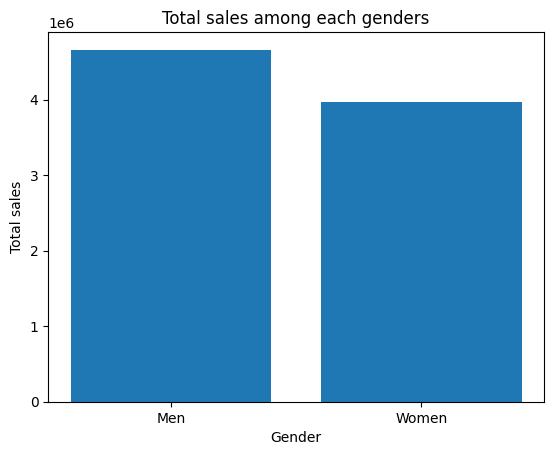 Total sales among each genders
1e6
4
3
2
1
0
Total sales
Men
Women
Gender